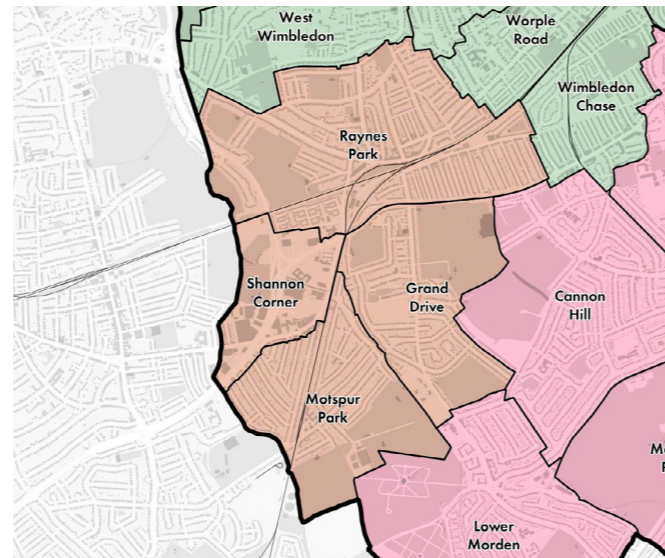 West
Wimbledon
Worple
Road
Wimbledon
Chase
Raynes
Park
Shannon
Corner
Grand
Drive
Cannon
Hill
Motspur
Park
Lower
Morden